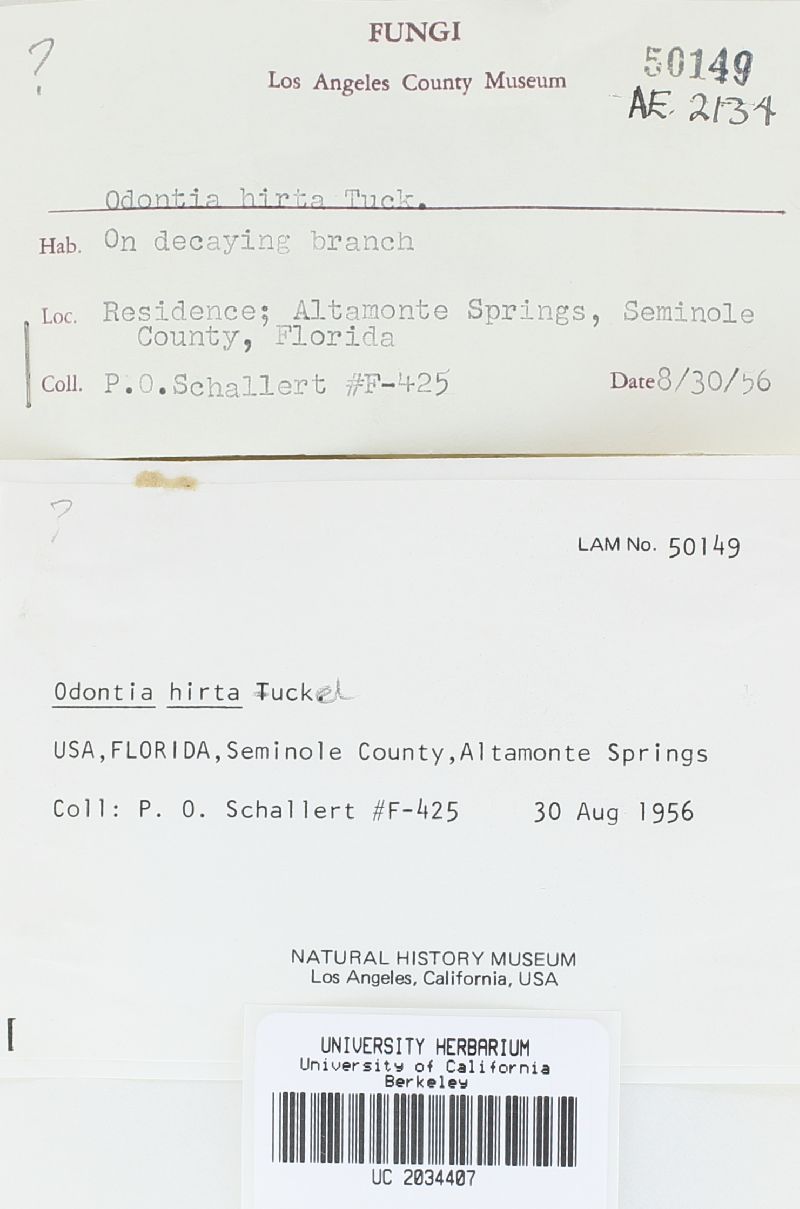 ?
FUNGI
Los Angeles County Museum
50149
AE. 2134
Odontia hirta Tuck.
Hab. On decaying branch
Loc. Residence; Altamonte Springs, Seminole
County, Florida
Coll. P.O.Schallert #F-425 Date 8/30/56
?
LAM No. 50149
Odontia hirta Tuckel
USA,FLORIDA,Seminole County,Altamonte Springs
Coll: P. O. Schallert #F-425 30 Aug 1956
NATURAL HISTORY MUSEUM
Los Angeles, California, USA
UNIVERSITY HERBARIUM
University of California
Berkeley
UC 2034407